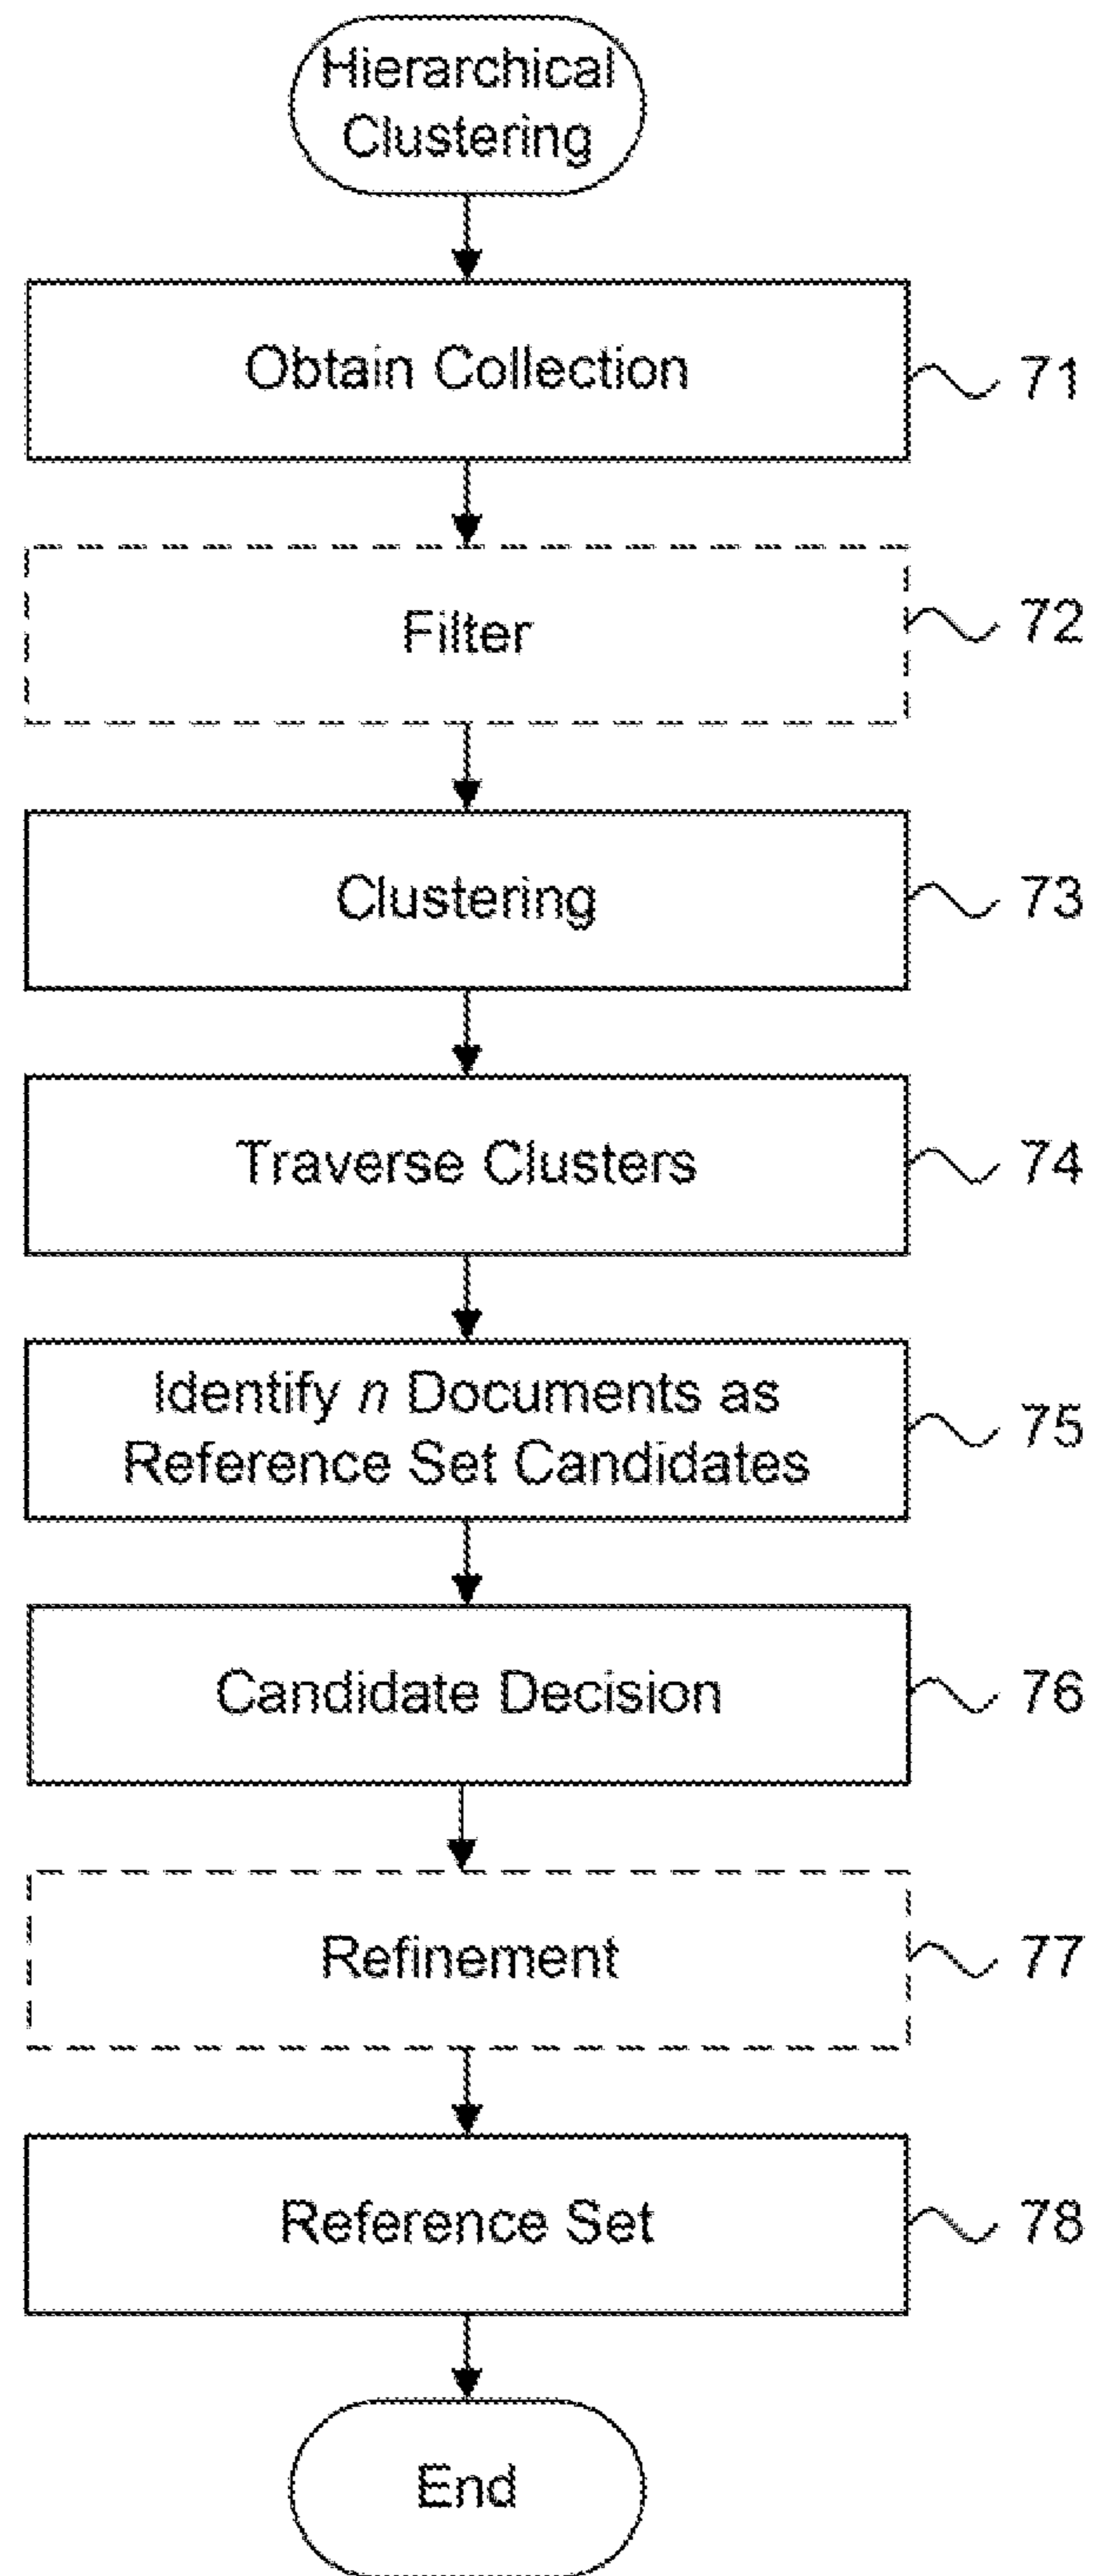 Hierarchical
Clustering
Obtain Collection
71
Filter
72
Clustering
73
Traverse Clusters
74
Identify n Documents as
Reference Set Candidates
75
Candidate Decision
76
Refinement
77
Reference Set
78
End